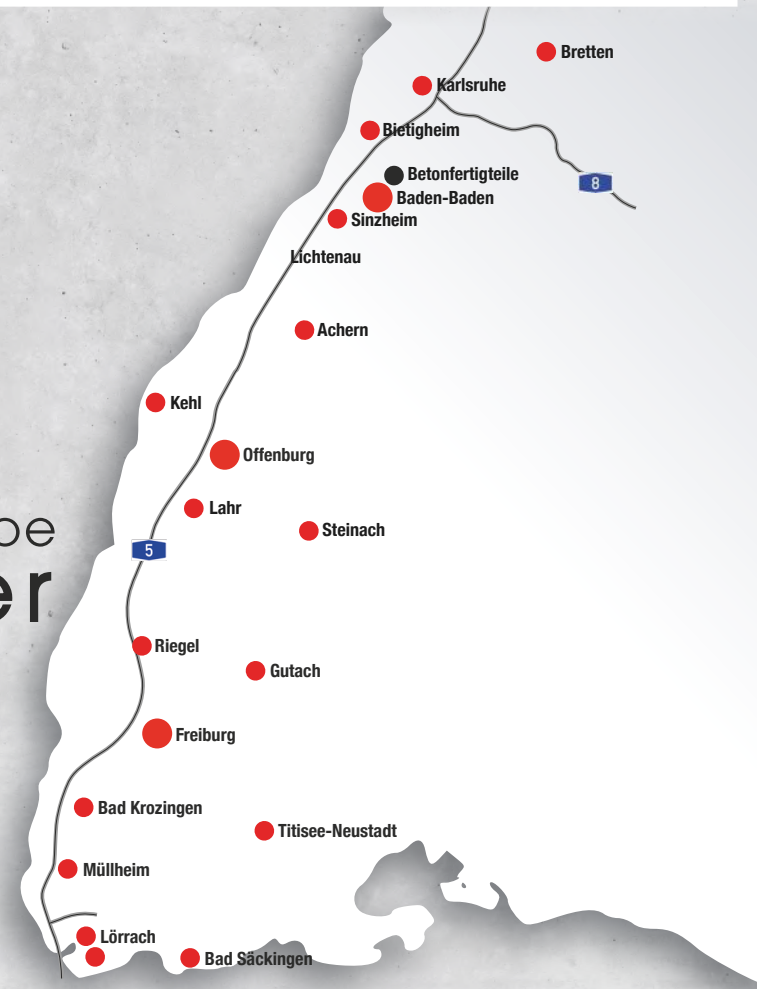 Bretten
Karlsruhe
Bietigheim
Betonfertigteile
8
Baden-Baden
Sinzheim
Lichtenau
Achern
Kehl
Offenburg
Lahr
be
Steinach
5
er
Riegel
Gutach
Freiburg
Bad Krozingen
Titisee-Neustadt
Müllheim
Lörrach
Bad Säckingen